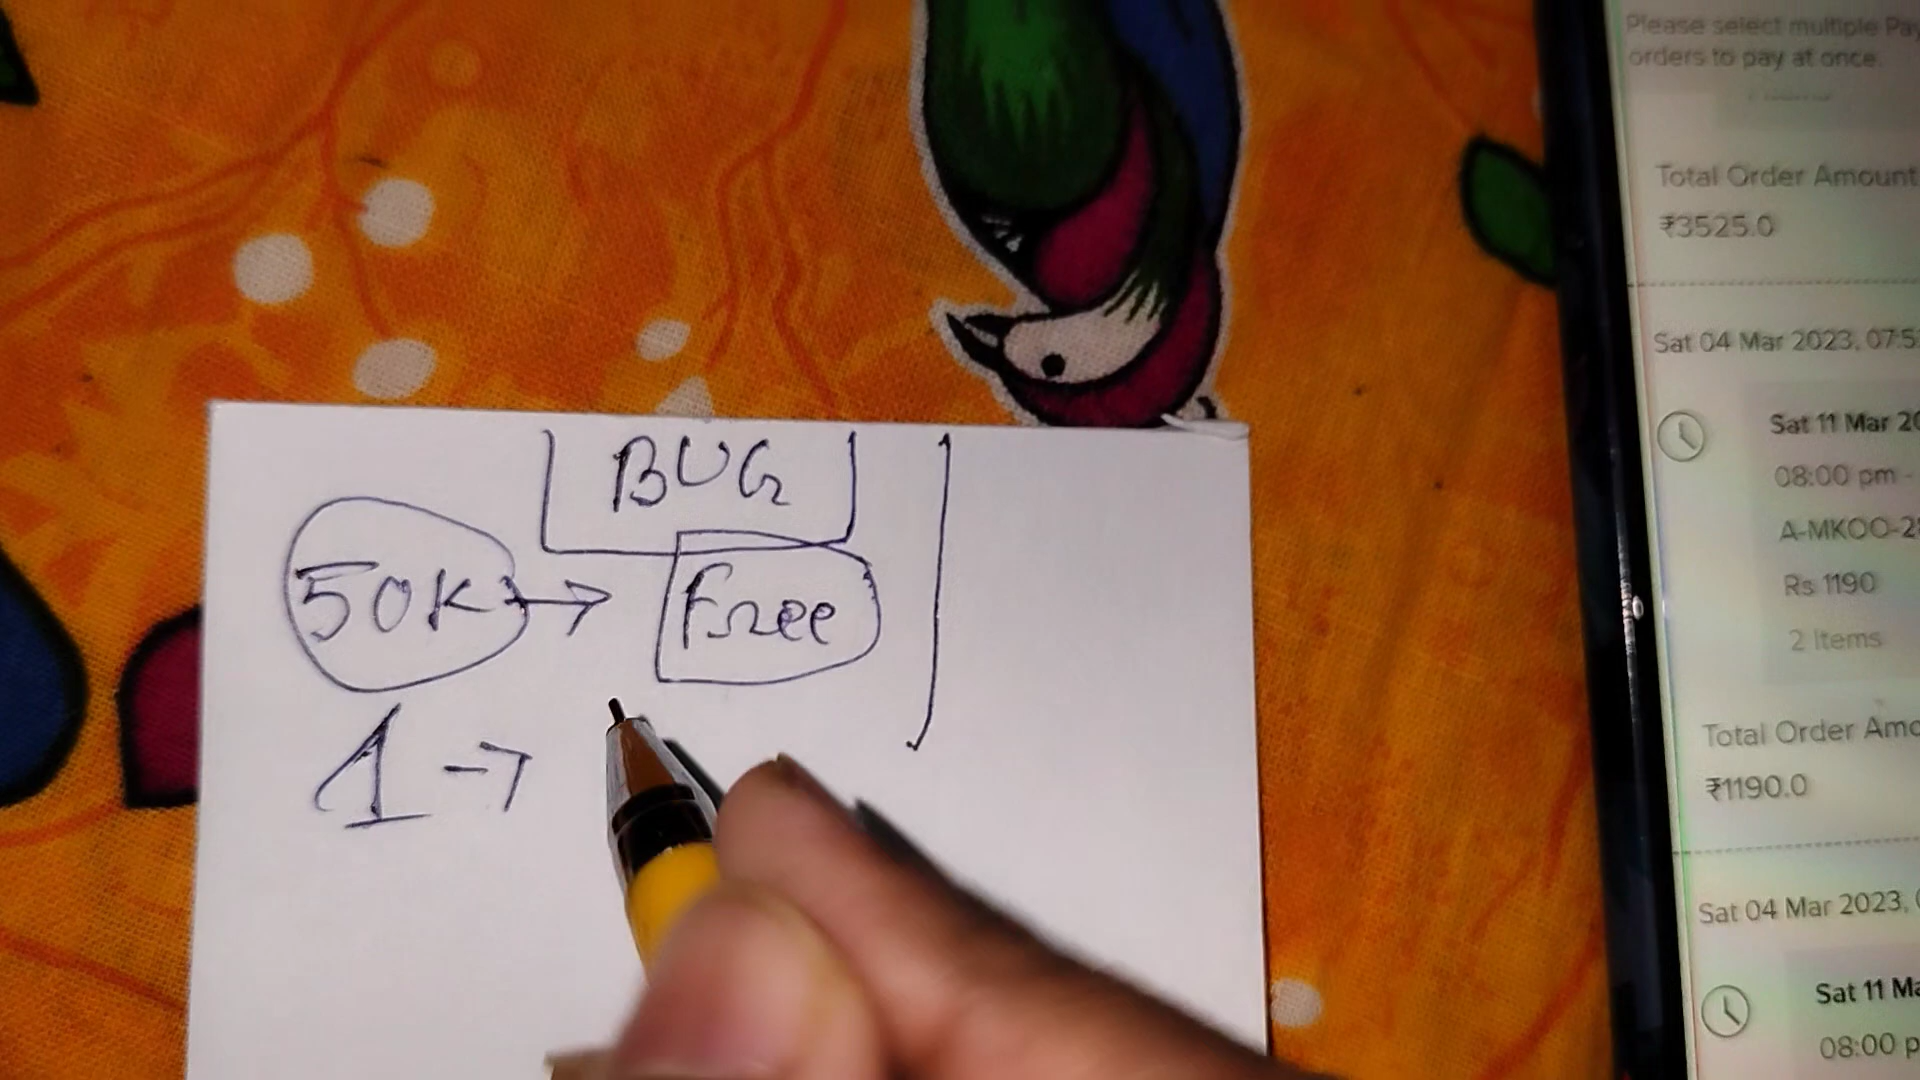 BUG
50K → Free
1 →
Please select multiple
orders to pay at once.
Total Order Amount
₹3525.0
Sat 04 Mar 2023, 07:5
Sat 11 Mar 20
08:00 pm -
A-MKOO-2
Rs 1190
2 Items
Total Order Amo
₹1190.0
Sat 04 Mar 2023,
Sat 11 Ma
08:00 p